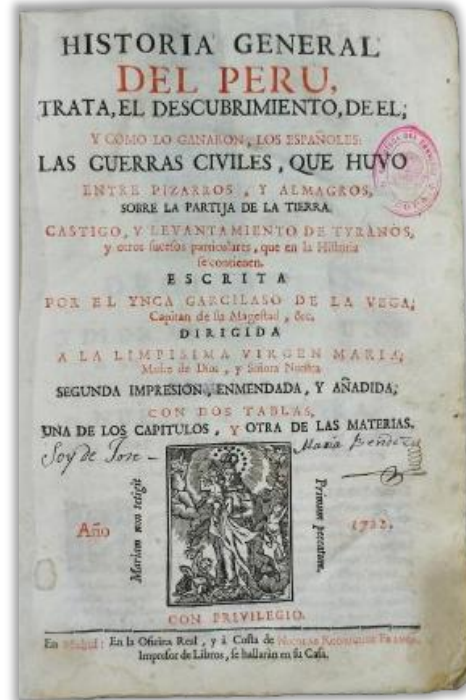 HISTORIA GENERAL
DEL PERU,
TRATA, EL DESCUBRIMIENTO, DE EL;
Y COMO LO GANARON, LOS ESPAÑOLES:
LAS GUERRAS CIVILES, QUE HUVO
ENTRE PIZARROS, Y ALMAGROS,
SOBRE LA PARTIJA DE LA TIERRA.
CASTIGO, Y LEVANTAMIENTO DE TYRANOS,
y otros sucesos particulares, que en la Historia
se contienen.
ESCRITA
POR EL YNCA GARCILASO DE LA VEGA,
Capitan de su Magestad, &c.
DIRIGIDA
A LA LIMPISIMA VIRGEN MARIA,
Madre de Dios, y Señora Nuestra.
SEGUNDA IMPRESION, ENMENDADA, Y AÑADIDA,
CON DOS TABLAS,
UNA DE LOS CAPITULOS, Y OTRA DE LAS MATERIAS.
Soy de Jose Maria
Año
Mariam non tetigit
Primum peccatum.
1722.
CON PRIVILEGIO.
En Madrid: En la Oficina Real, y à Costa de NICOLAS RODRIGUEZ
Impresor de Libros, se hallaràn en su Casa.